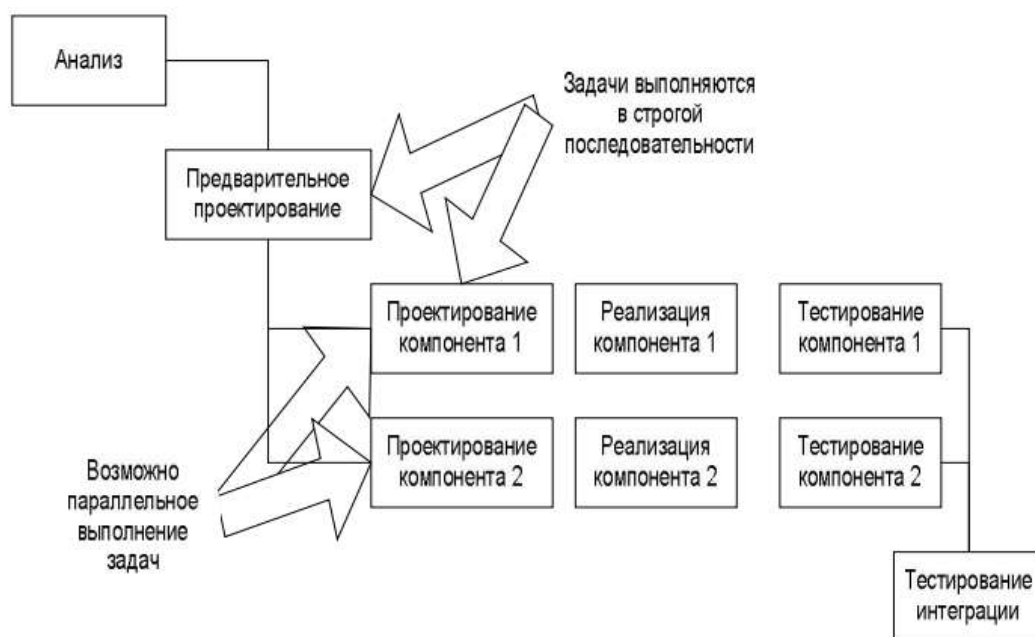 Анализ
Задачи выполняются
в строгой
последовательности
Предварительное
проектирование
Проектирование
компонента 1
Реализация
компонента 1
Тестирование
компонента 1
Проектирование
компонента 2
Реализация
компонента 2
Тестирование
компонента 2
Возможно
параллельное
выполнение
задач
Тестирование
интеграции